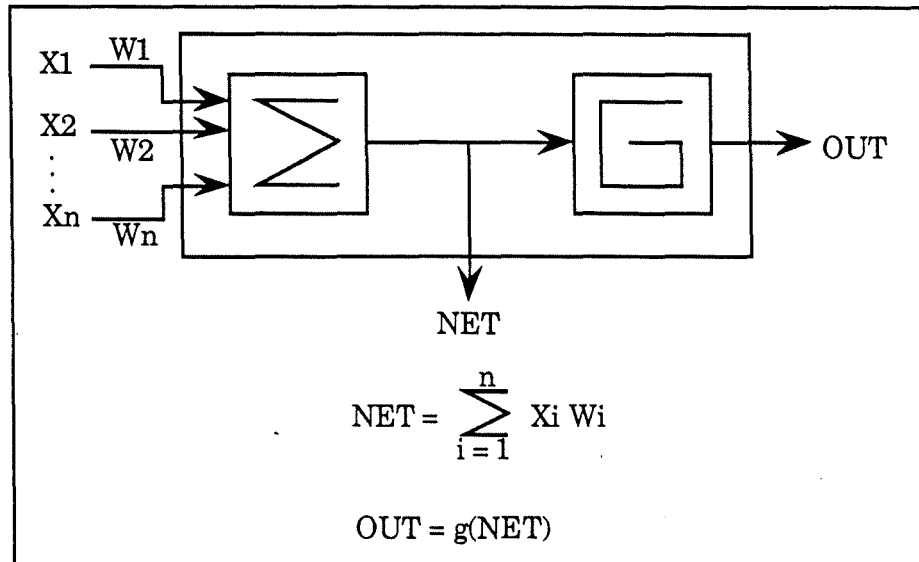 X1 W1
X2 W2
Xn Wn
Σ
G
OUT
NET
n
NET = Σ Xi Wi
i = 1
OUT = g(NET)